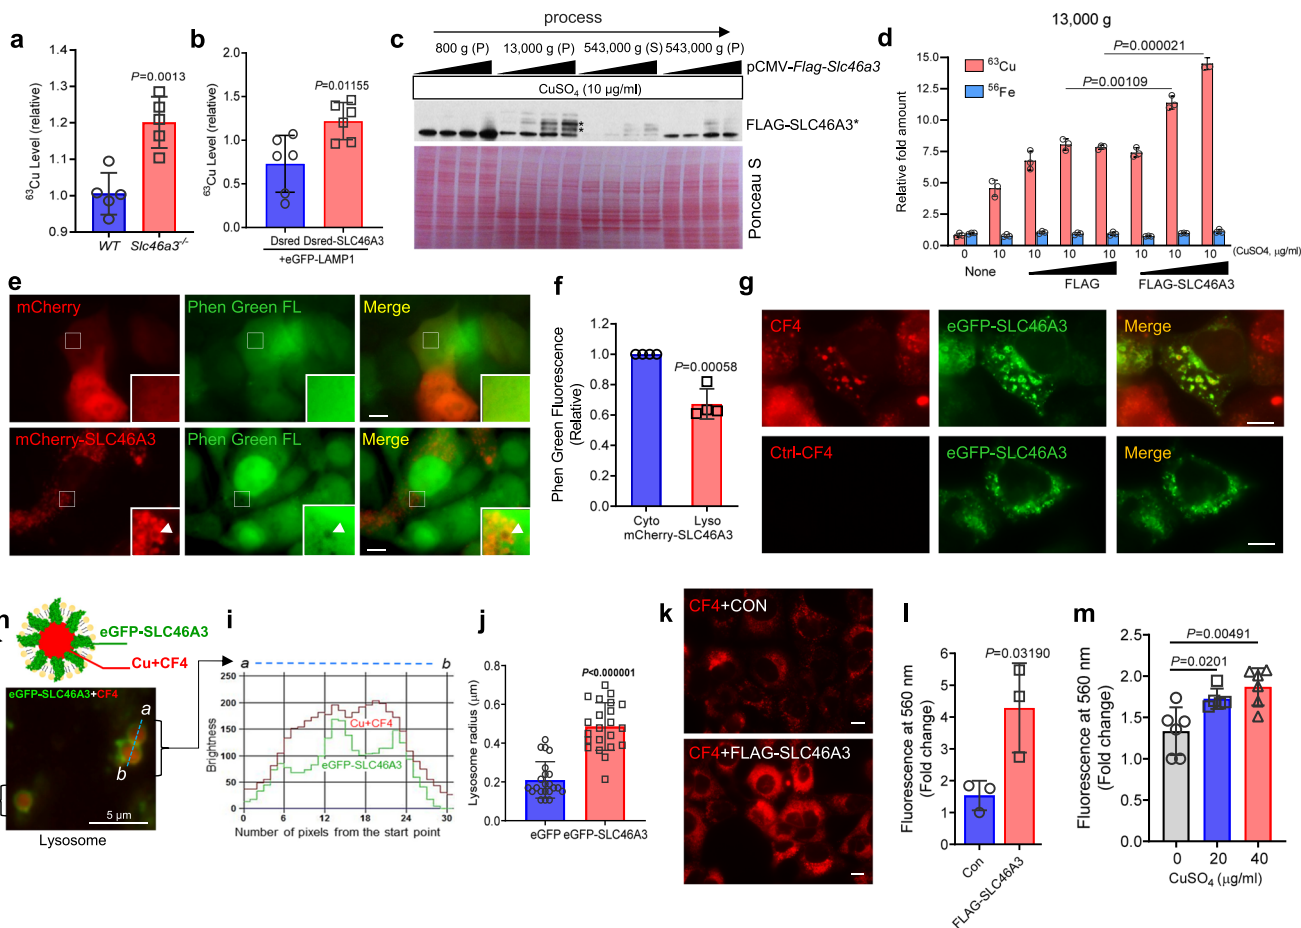 a
63Cu Level (relative)
1.4
1.3
1.2
1.1
1.0
0.9
P=0.0013
WT
Slc46a3-/-
b
63Cu Level (relative)
2.0
1.5
1.0
0.5
0.0
P=0.01155
Dsred Dsred-SLC46A3
+eGFP-LAMP1
c
process
800 g (P) 13,000 g (P) 543,000 g (S) 543,000 g (P)
pCMV-Flag-Slc46a3
CuSO4 (10 µg/ml)
FLAG-SLC46A3*
*
*
Ponceau S
d
13,000 g
Relative fold amount
15.0
12.5
10.0
7.5
5.0
2.5
0.0
63Cu
56Fe
P=0.000021
P=0.00109
0 10 10 10 10 10 10 10 (CuSO4, µg/ml)
None FLAG FLAG-SLC46A3
e
mCherry Phen Green FL Merge
mCherry-SLC46A3 Phen Green FL Merge
f
Phen Green Fluorescence
(Relative)
1.2
1.0
0.8
0.6
0.4
0.2
0.0
P=0.00058
Cyto Lyso
mCherry-SLC46A3
g
CF4 eGFP-SLC46A3 Merge
Ctrl-CF4 eGFP-SLC46A3 Merge
eGFP-SLC46A3
Cu+CF4
eGFP-SLC46A3+CF4
a
b
5 µm
Lysosome
i
a b
Brightness
250
200
150
100
50
0
Cu+CF4
eGFP-SLC46A3
0 6 12 18 24 30
Number of pixels from the start point
j
Lysosome radius (µm)
0.8
0.6
0.4
0.2
0.0
P<0.000001
eGFP eGFP-SLC46A3
k
CF4+CON
CF4+FLAG-SLC46A3
l
Fluorescence at 560 nm
(Fold change)
6
5
4
3
2
1
0
P=0.03190
Con
FLAG-SLC46A3
m
Fluorescence at 560 nm
(Fold change)
2.5
2.0
1.5
1.0
0.0
P=0.00491
P=0.0201
0 20 40
CuSO4 (µg/ml)